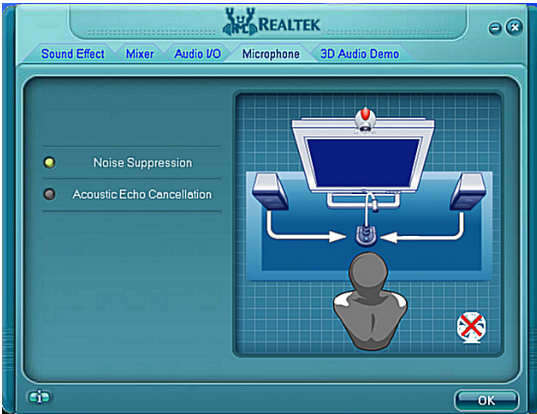 REALTEK
Sound Effect Mixer Audio I/O Microphone 3D Audio Demo
Noise Suppression
Acoustic Echo Cancellation
i
OK